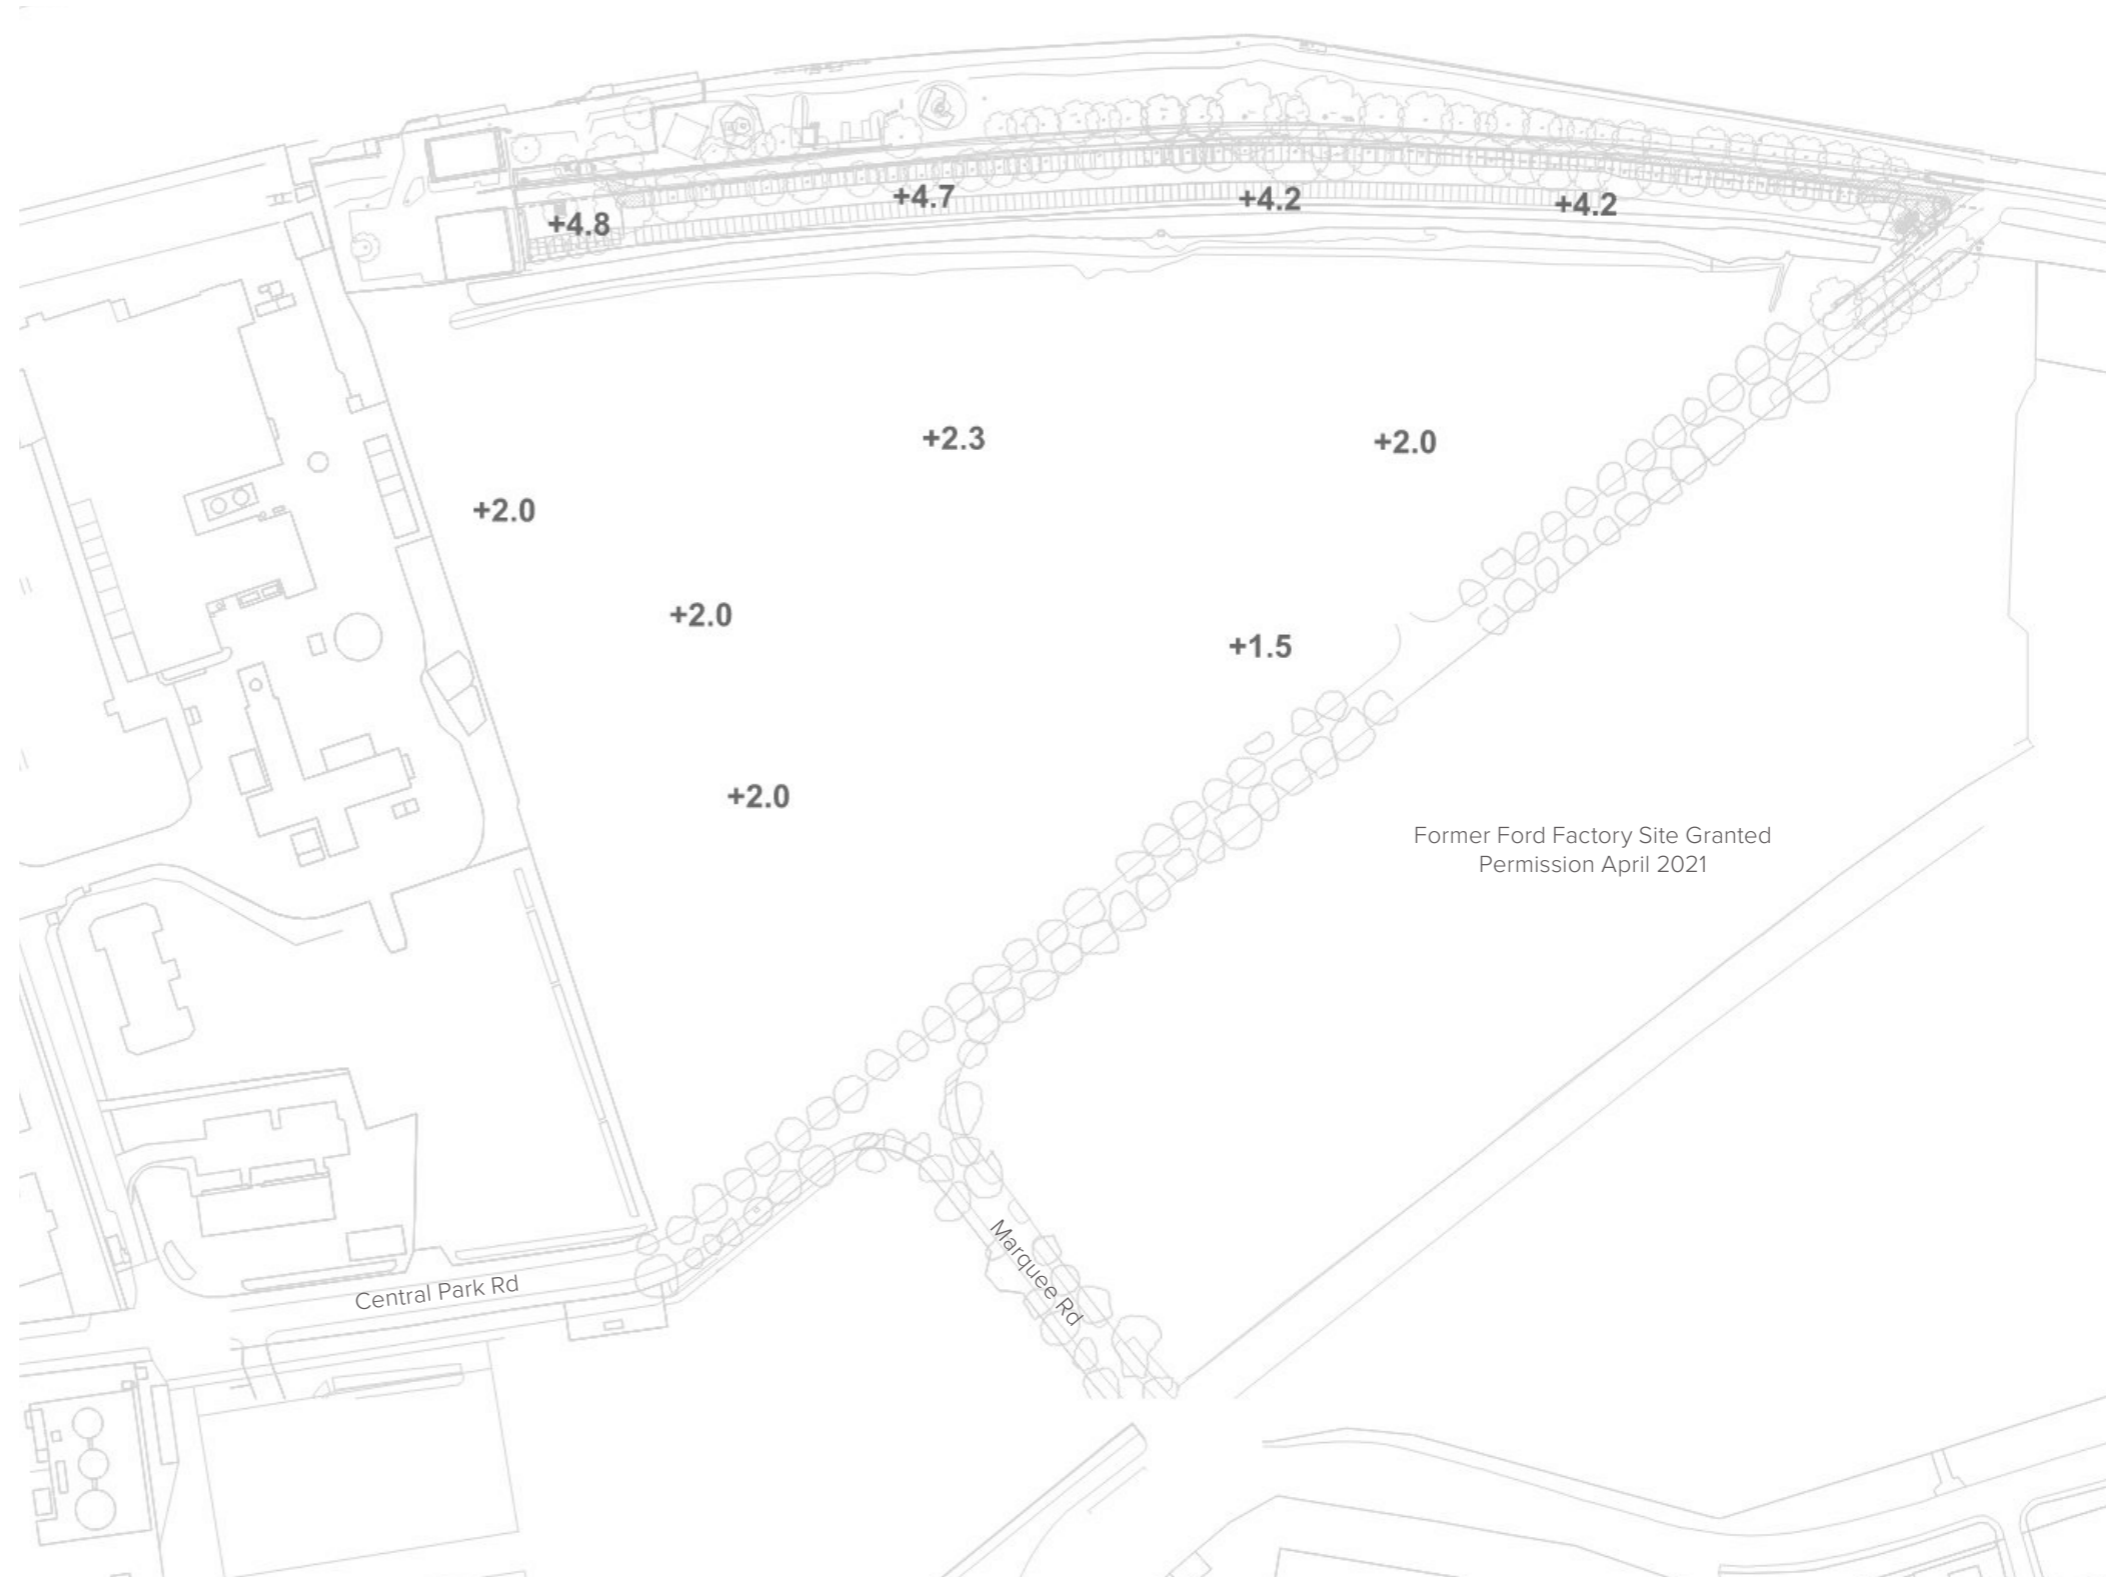 +4.8
+4.7
+4.2
+4.2
+2.3
+2.0
+2.0
+2.0
+1.5
+2.0
Former Ford Factory Site Granted
Permission April 2021
Marquee Rd
Central Park Rd